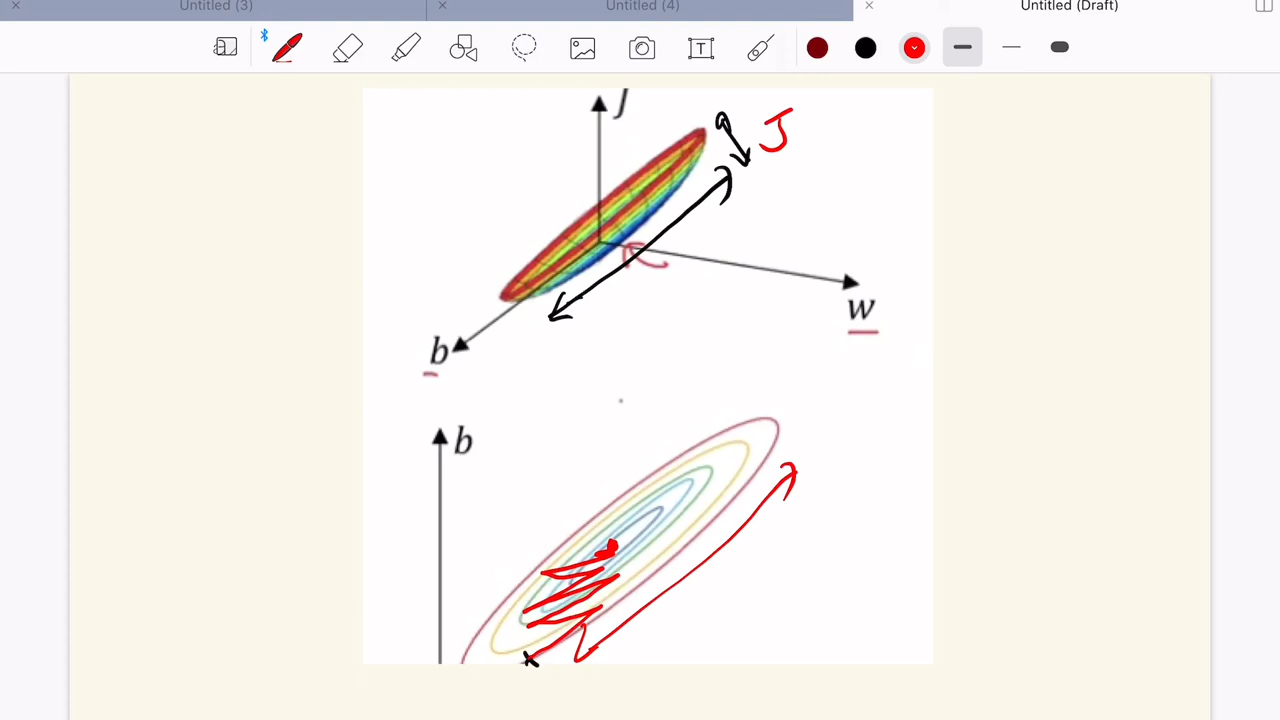 Untitled (3)
Untitled (4)
Untitled (Draft)
T
J
J
w
b
b